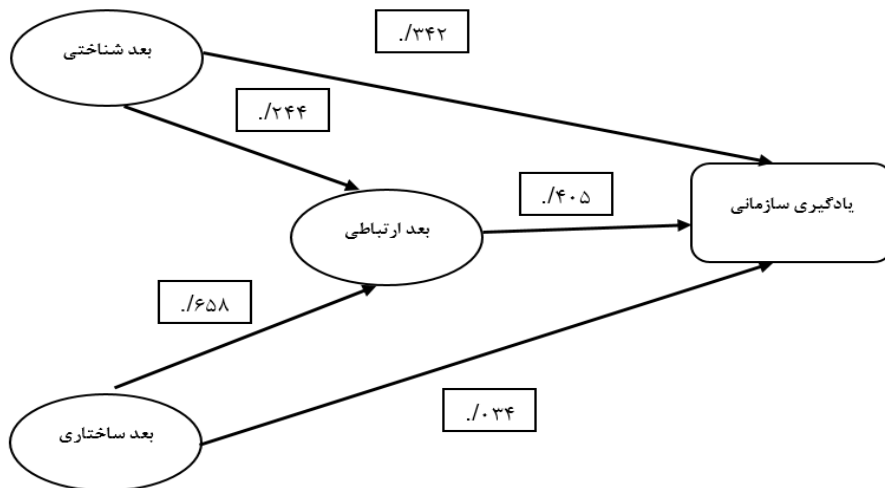 بعد شناختی
./۳۴۲
./۲۴۴
یادگیری سازمانی
./۴۰۵
بعد ارتباطی
./۶۵۸
./۰۳۴
بعد ساختاری